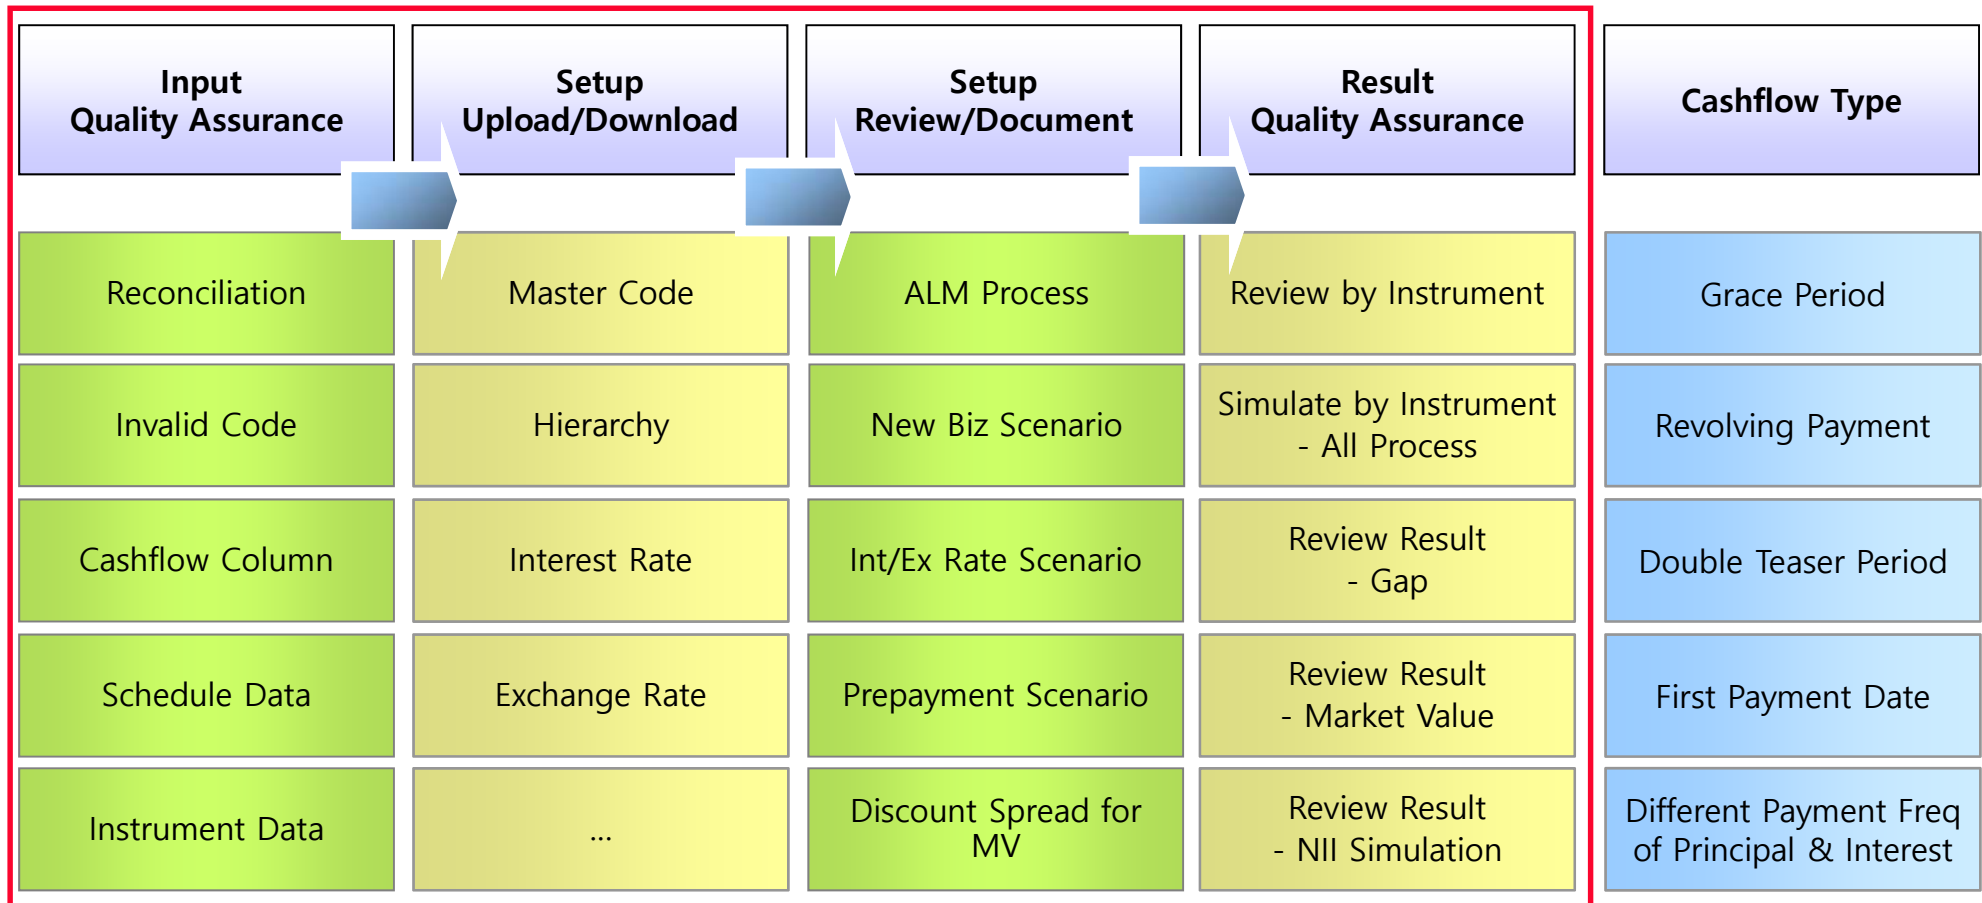 Input
Quality Assurance
Setup
Upload/Download
Setup
Review/Document
Result
Quality Assurance
Cashflow Type
Reconciliation
Master Code
ALM Process
Review by Instrument
Grace Period
Invalid Code
Hierarchy
New Biz Scenario
Simulate by Instrument
- All Process
Revolving Payment
Cashflow Column
Interest Rate
Int/Ex Rate Scenario
Review Result
- Gap
Double Teaser Period
Schedule Data
Exchange Rate
Prepayment Scenario
Review Result
- Market Value
First Payment Date
Instrument Data
...
Discount Spread for
MV
Review Result
- NII Simulation
Different Payment Freq
of Principal & Interest